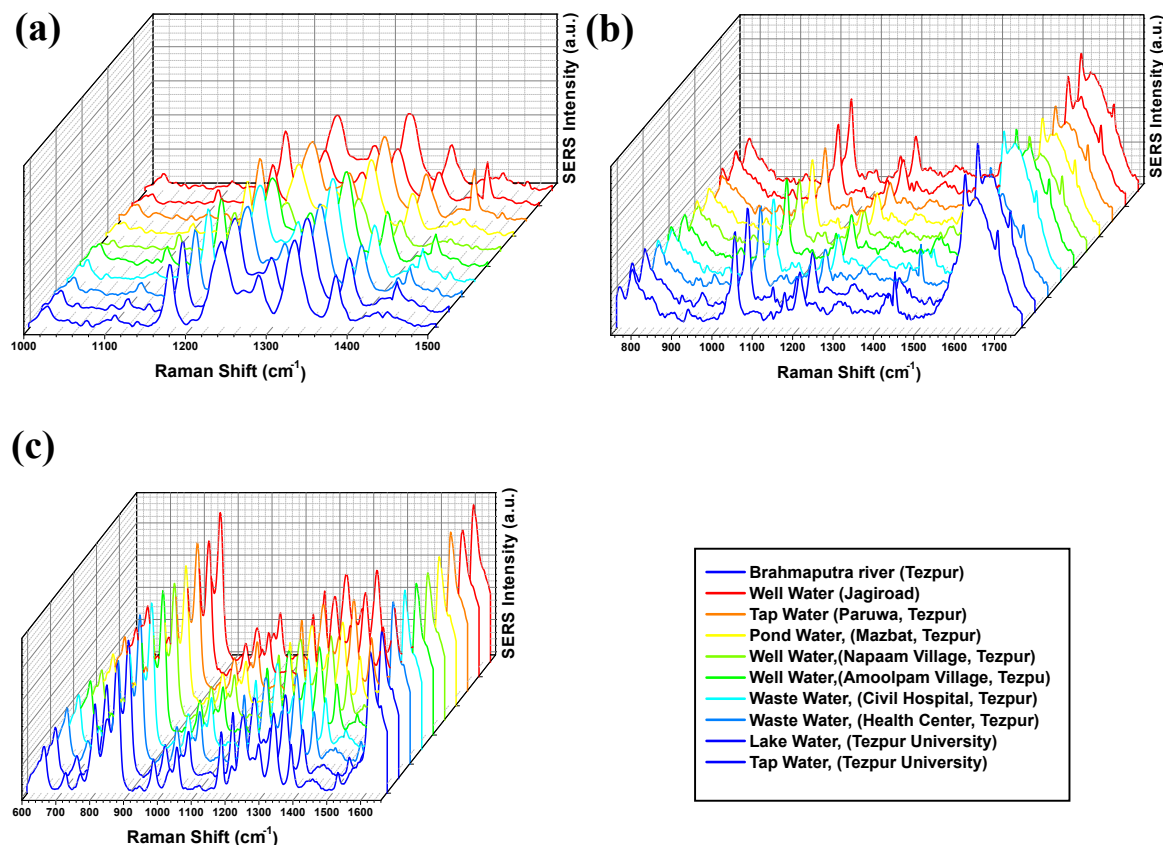 (a)
SERS Intensity (a.u.)
1000 1100 1200 1300 1400 1500
Raman Shift (cm-1)
(b)
SERS Intensity (a.u.)
800 900 1000 1100 1200 1300 1400 1500 1600 1700
Raman Shift (cm-1)
(c)
SERS Intensity (a.u.)
600 700 800 900 1000 1100 1200 1300 1400 1500 1600
Raman Shift (cm-1)
Brahmaputra river (Tezpur)
Well Water (Jagiroad)
Tap Water (Paruwa, Tezpur)
Pond Water, (Mazbat, Tezpur)
Well Water,(Napaam Village, Tezpur)
Well Water,(Amoolpam Village, Tezpu)
Waste Water, (Civil Hospital, Tezpur)
Waste Water, (Health Center, Tezpur)
Lake Water, (Tezpur University)
Tap Water, (Tezpur University)